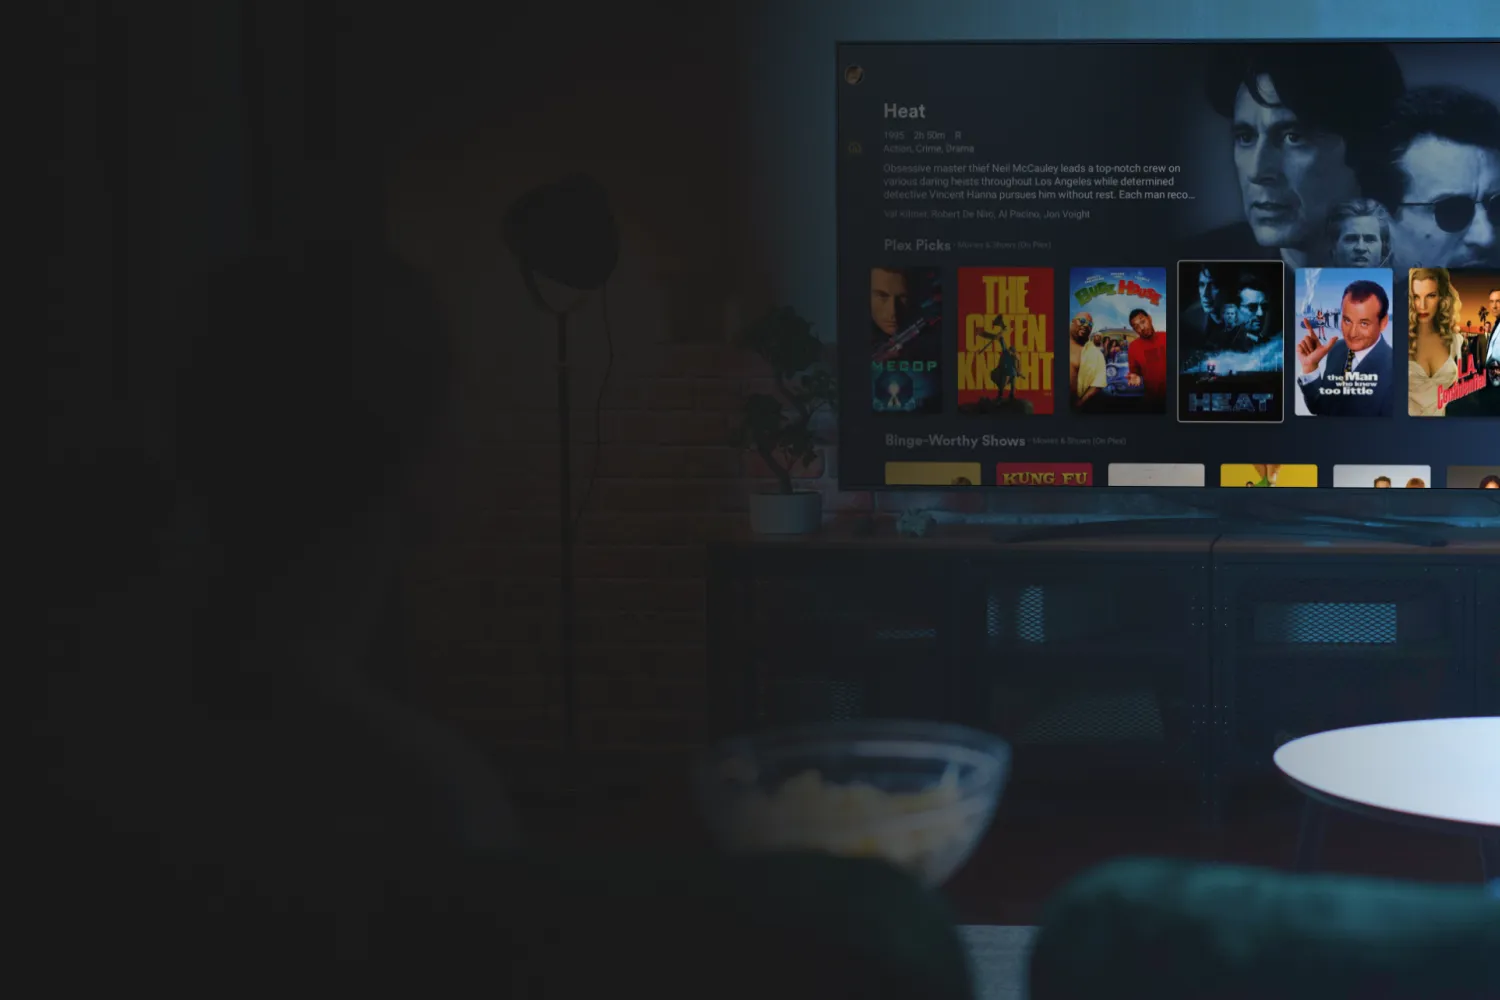 Heat
1995 2h 50m R
Action, Crime, Drama
Obsessive master thief Neil McCauley leads a top-notch crew on
various daring heists throughout Los Angeles while determined
detective Vincent Hanna pursues him without rest. Each man reco...
Val Kilmer, Robert De Niro, Al Pacino, Jon Voight
Plex Picks · Movies & Shows (On Plex)
MECOP
THE
GREEN
KNIGHT
HOUSE
HEAT
the Man
who knew
too little
L.A.
Confidential
Binge-Worthy Shows · Movies & Shows (On Plex)
KUNG FU